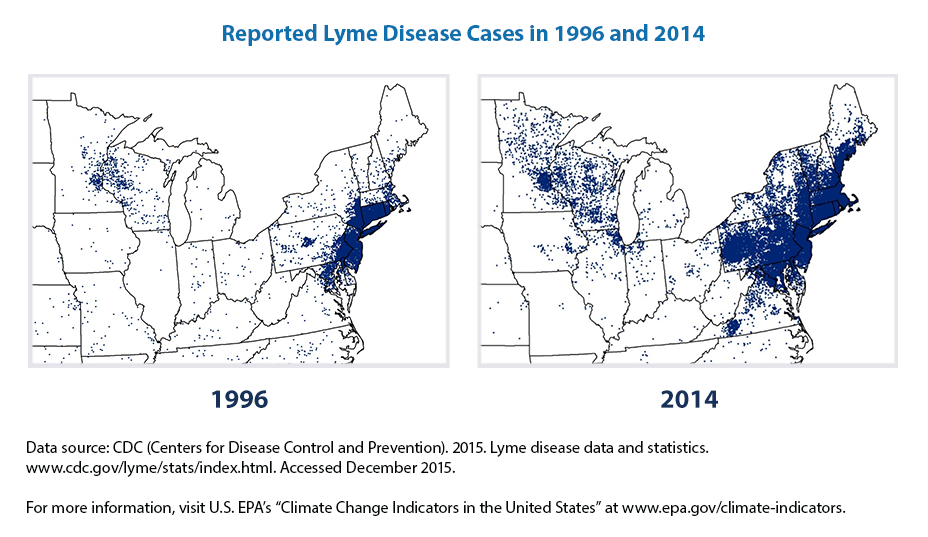 Reported Lyme Disease Cases in 1996 and 2014
1996
2014
Data source: CDC (Centers for Disease Control and Prevention). 2015. Lyme disease data and statistics.
www.cdc.gov/lyme/stats/index.html. Accessed December 2015.
For more information, visit U.S. EPA’s “Climate Change Indicators in the United States” at www.epa.gov/climate-indicators.